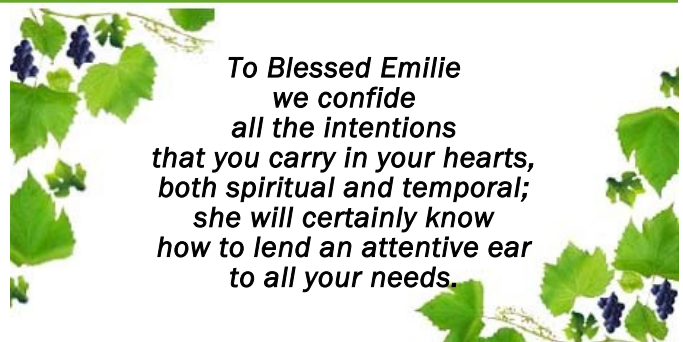 To Blessed Emilie
we confide
all the intentions
that you carry in your hearts,
both spiritual and temporal;
she will certainly know
how to lend an attentive ear
to all your needs.